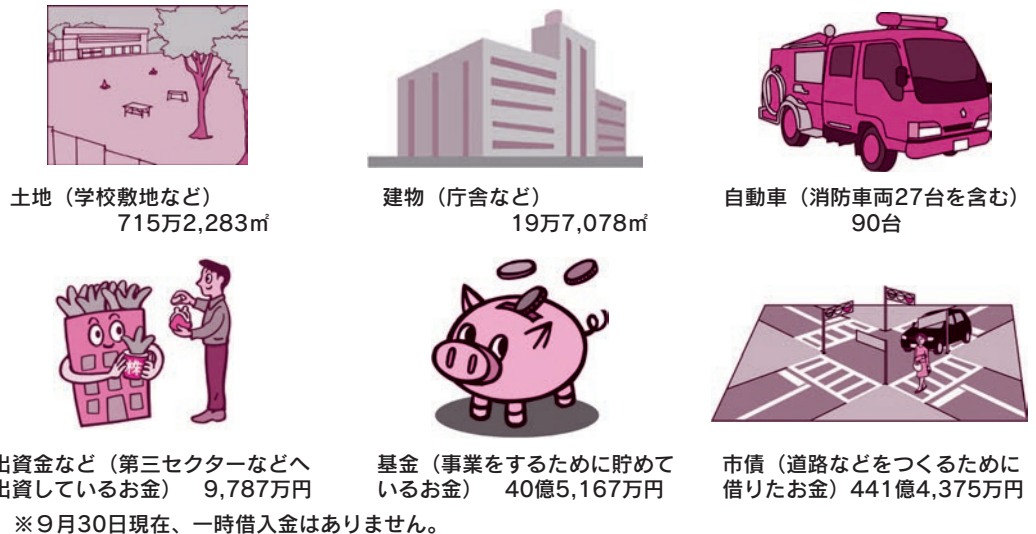 土地（学校敷地など）
715万2,283㎡
建物（庁舎など）
19万7,078㎡
自動車（消防車両27台を含む）
90台
株
出資金など（第三セクターなどへ
出資しているお金）　9,787万円
基金（事業をするために貯めて
いるお金）　40億5,167万円
市債（道路などをつくるために
借りたお金）441億4,375万円
※９月30日現在、一時借入金はありません。